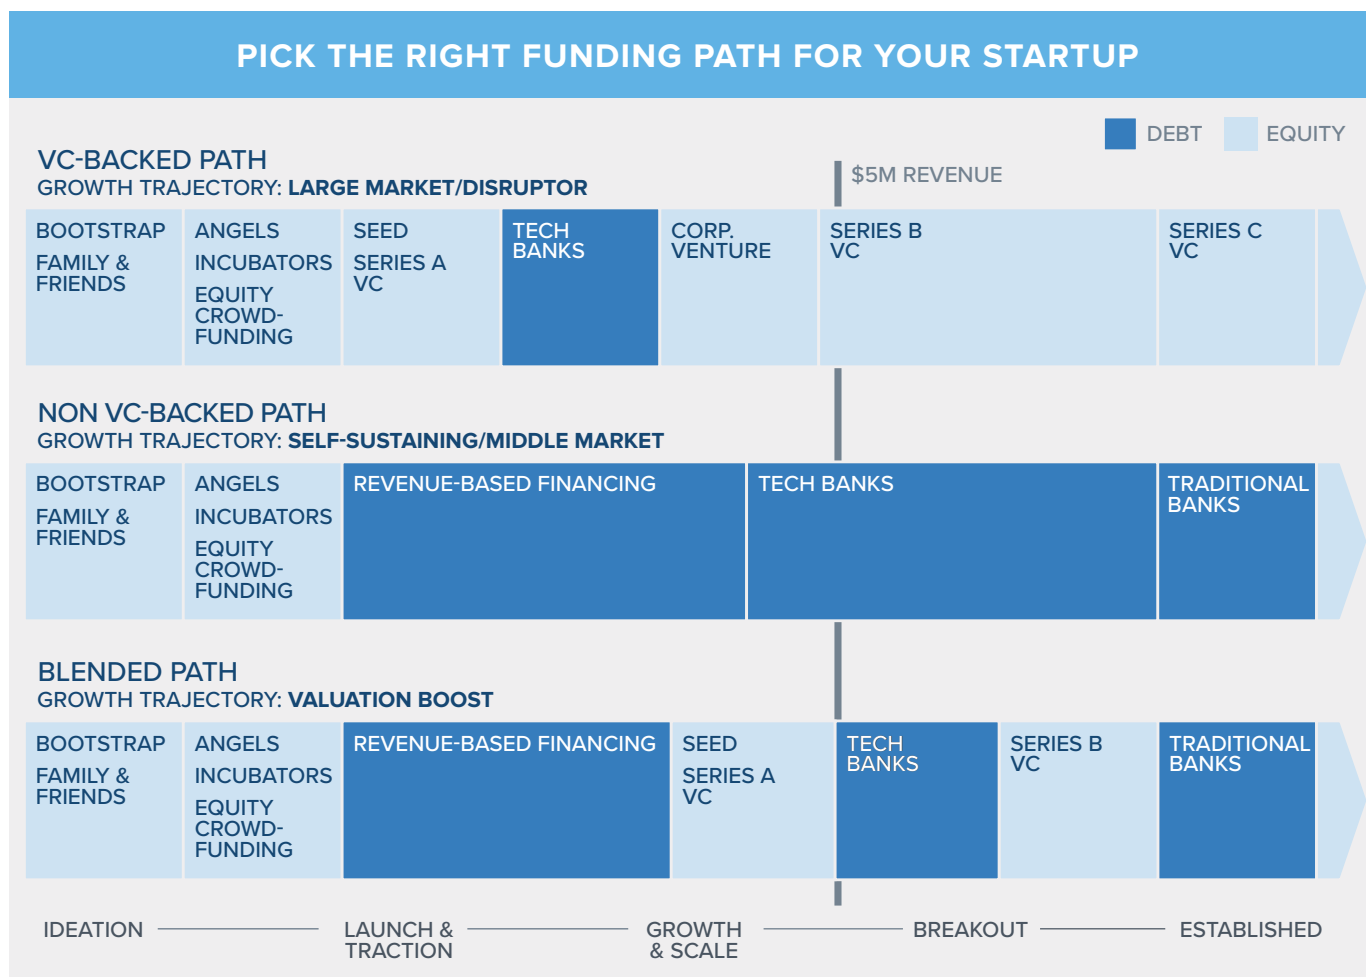 PICK THE RIGHT FUNDING PATH FOR YOUR STARTUP
DEBT
EQUITY
VC-BACKED PATH
GROWTH TRAJECTORY: LARGE MARKET/DISRUPTOR
$5M REVENUE
BOOTSTRAP
FAMILY &
FRIENDS
ANGELS
INCUBATORS
EQUITY
CROWD-
FUNDING
SEED
SERIES A
VC
TECH
BANKS
CORP.
VENTURE
SERIES B
VC
SERIES C
VC
NON VC-BACKED PATH
GROWTH TRAJECTORY: SELF-SUSTAINING/MIDDLE MARKET
BOOTSTRAP
FAMILY &
FRIENDS
ANGELS
INCUBATORS
EQUITY
CROWD-
FUNDING
REVENUE-BASED FINANCING
TECH BANKS
TRADITIONAL
BANKS
BLENDED PATH
GROWTH TRAJECTORY: VALUATION BOOST
BOOTSTRAP
FAMILY &
FRIENDS
ANGELS
INCUBATORS
EQUITY
CROWD-
FUNDING
REVENUE-BASED FINANCING
SEED
SERIES A
VC
TECH
BANKS
SERIES B
VC
TRADITIONAL
BANKS
IDEATION
LAUNCH &
TRACTION
GROWTH
& SCALE
BREAKOUT
ESTABLISHED